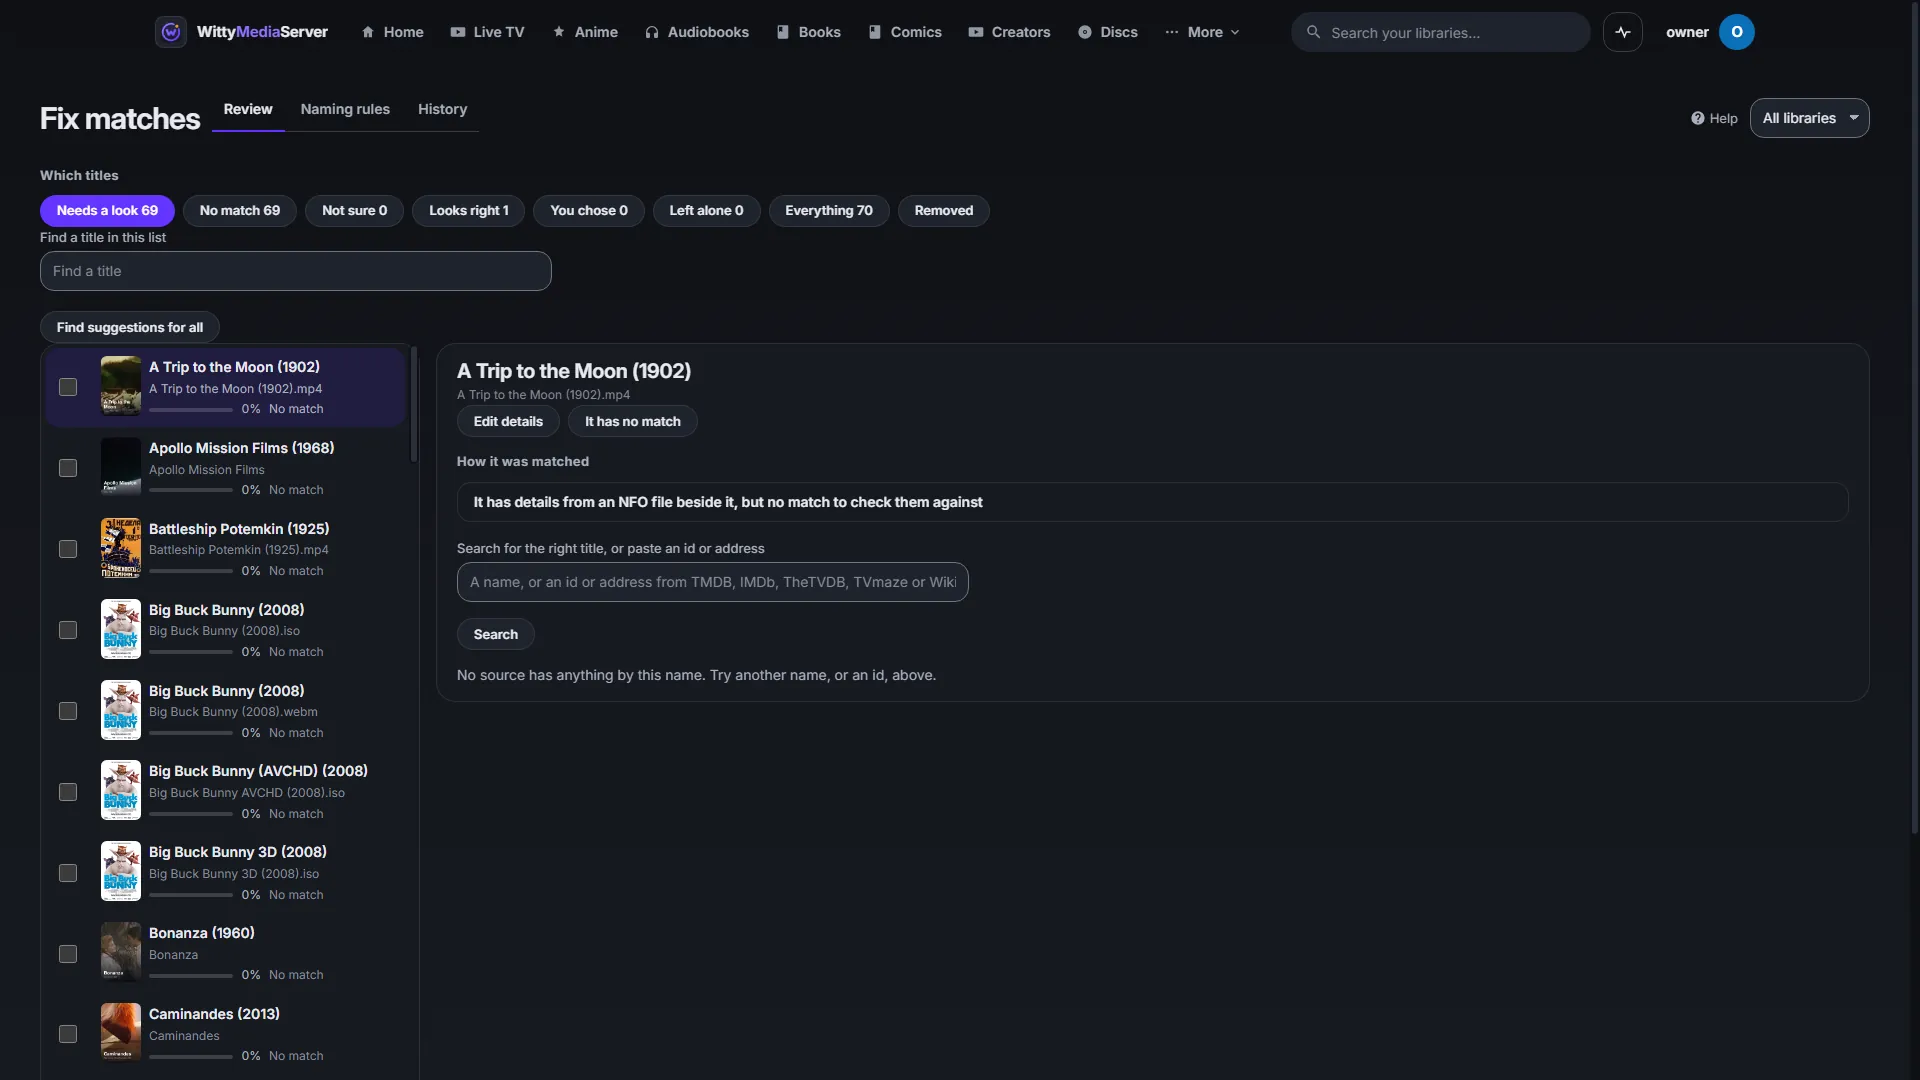 WittyMediaServer
Home
Live TV
Anime
Audiobooks
Books
Comics
Creators
Discs
More
Search your libraries...
owner
O
Fix matches
Review
Naming rules
History
Help
All libraries
Which titles
Needs a look 69
No match 69
Not sure 0
Looks right 1
You chose 0
Left alone 0
Everything 70
Removed
Find a title in this list
Find a title
Find suggestions for all
A Trip to the Moon (1902)
A Trip to the Moon (1902).mp4
0% No match
Apollo Mission Films (1968)
Apollo Mission Films
0% No match
Battleship Potemkin (1925)
Battleship Potemkin (1925).mp4
0% No match
Big Buck Bunny (2008)
Big Buck Bunny (2008).iso
0% No match
Big Buck Bunny (2008)
Big Buck Bunny (2008).webm
0% No match
Big Buck Bunny (AVCHD) (2008)
Big Buck Bunny AVCHD (2008).iso
0% No match
Big Buck Bunny 3D (2008)
Big Buck Bunny 3D (2008).iso
0% No match
Bonanza (1960)
Bonanza
0% No match
Caminandes (2013)
Caminandes
0% No match
A Trip to the Moon (1902)
A Trip to the Moon (1902).mp4
Edit details
It has no match
How it was matched
It has details from an NFO file beside it, but no match to check them against
Search for the right title, or paste an id or address
A name, or an id or address from TMDB, IMDb, TheTVDB, TVmaze or Wiki
Search
No source has anything by this name. Try another name, or an id, above.